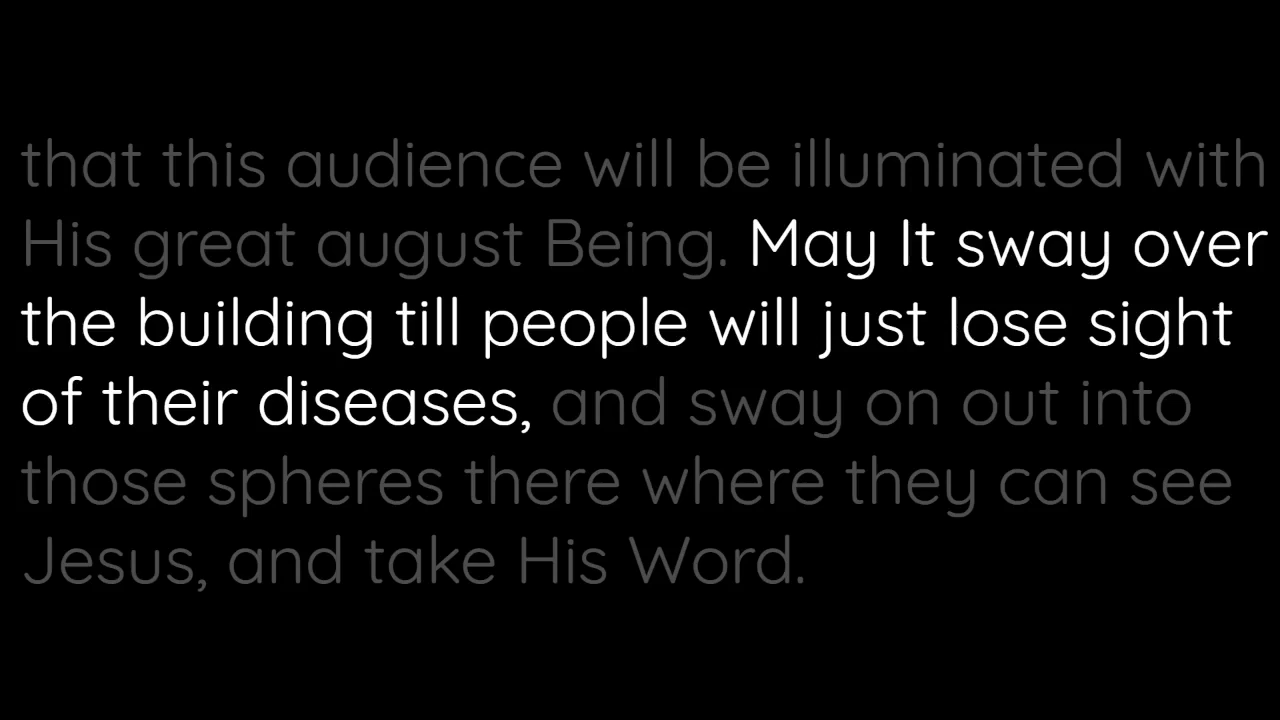 that this audience will be illuminated with
His great august Being. May It sway over
the building till people will just lose sight
of their diseases, and sway on out into
those spheres there where they can see
Jesus, and take His Word.